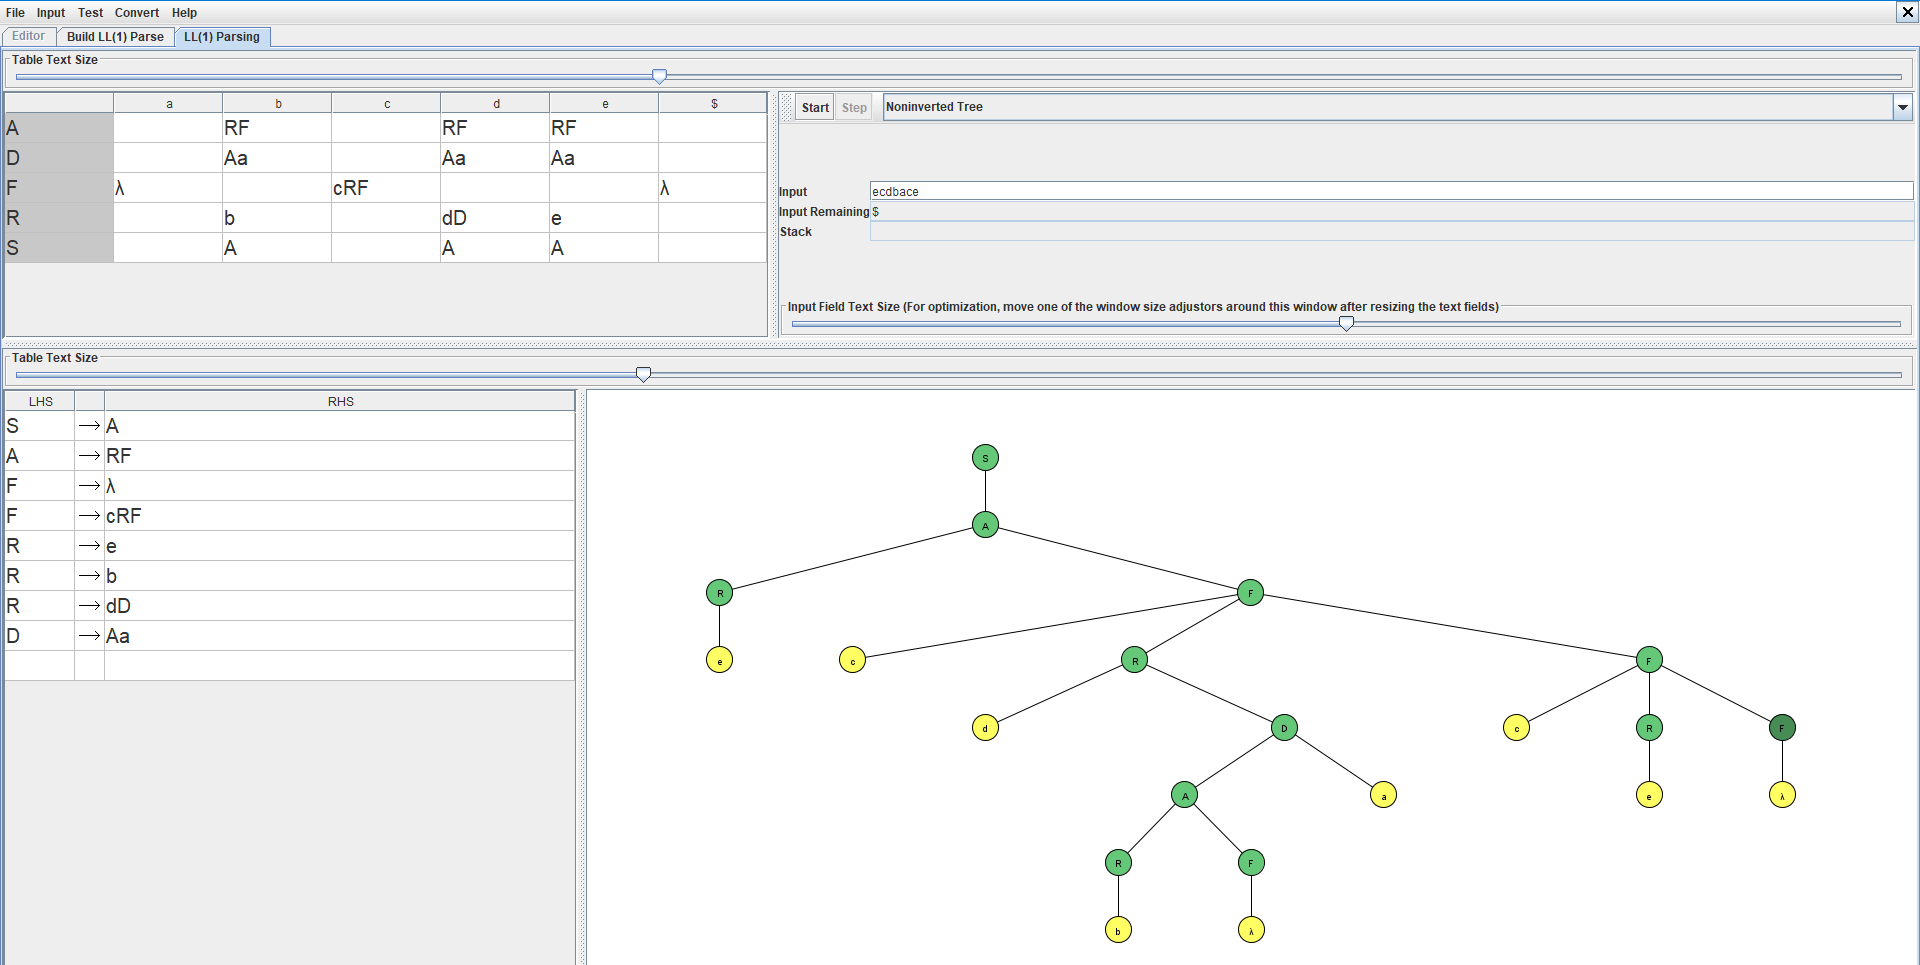 File Input Test Convert Help
Editor Build LL(1) Parse LL(1) Parsing
Table Text Size
a b c d e $
A RF RF RF
D Aa Aa Aa
F λ cRF λ
R b dD e
S A A A
Start Step Noninverted Tree
Input ecdbace
Input Remaining $
Stack
Input Field Text Size (For optimization, move one of the window size adjustors around this window after resizing the text fields)
Table Text Size
LHS RHS
S → A
A → RF
F → λ
F → cRF
R → e
R → b
R → dD
D → Aa
S
A
R F
e c R F
d D c R F
A a e λ
R F
b λ